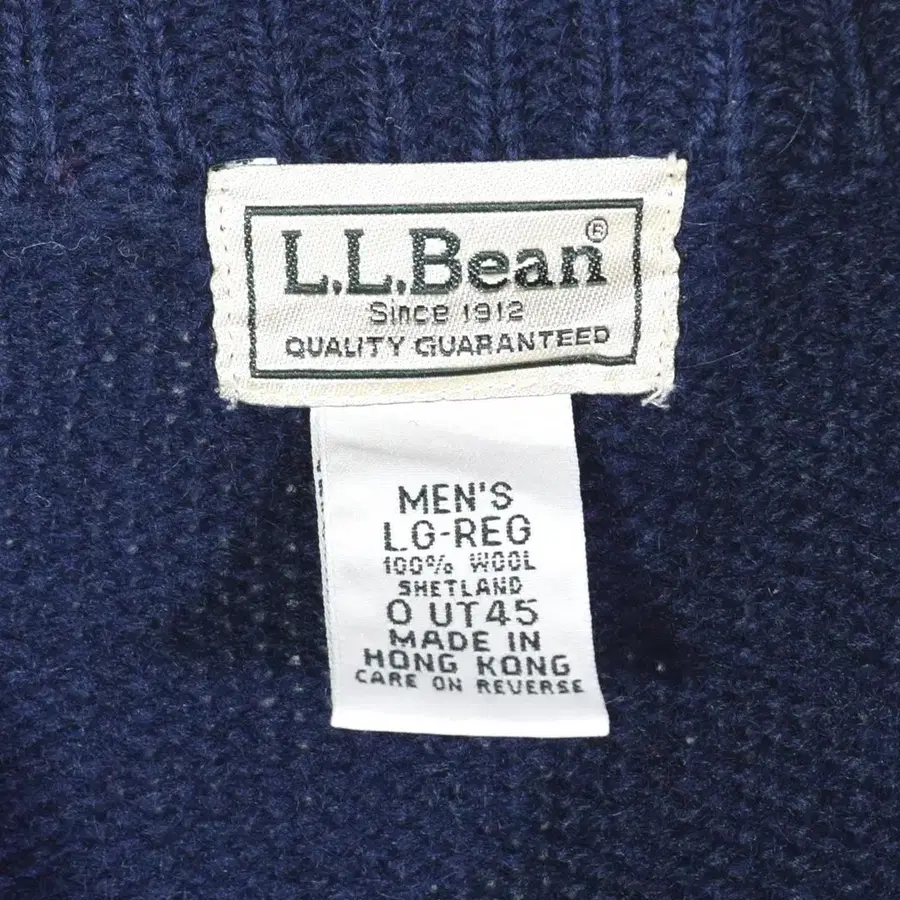 L.L.Bean®
Since 1912
QUALITY GUARANTEED
MEN'S
LG-REG
100% WOOL
SHETLAND
0 UT45
MADE IN
HONG KONG
CARE ON REVERSE